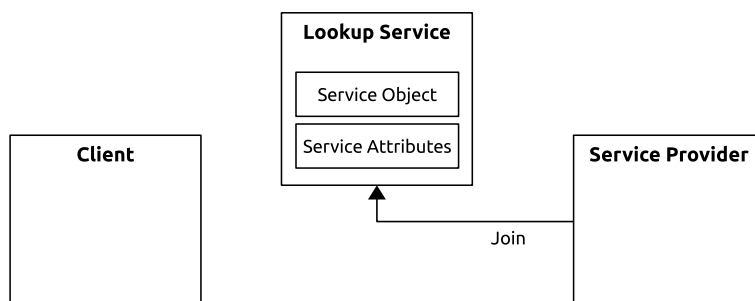 Lookup Service
Service Object
Service Attributes
Client
Service Provider
Join